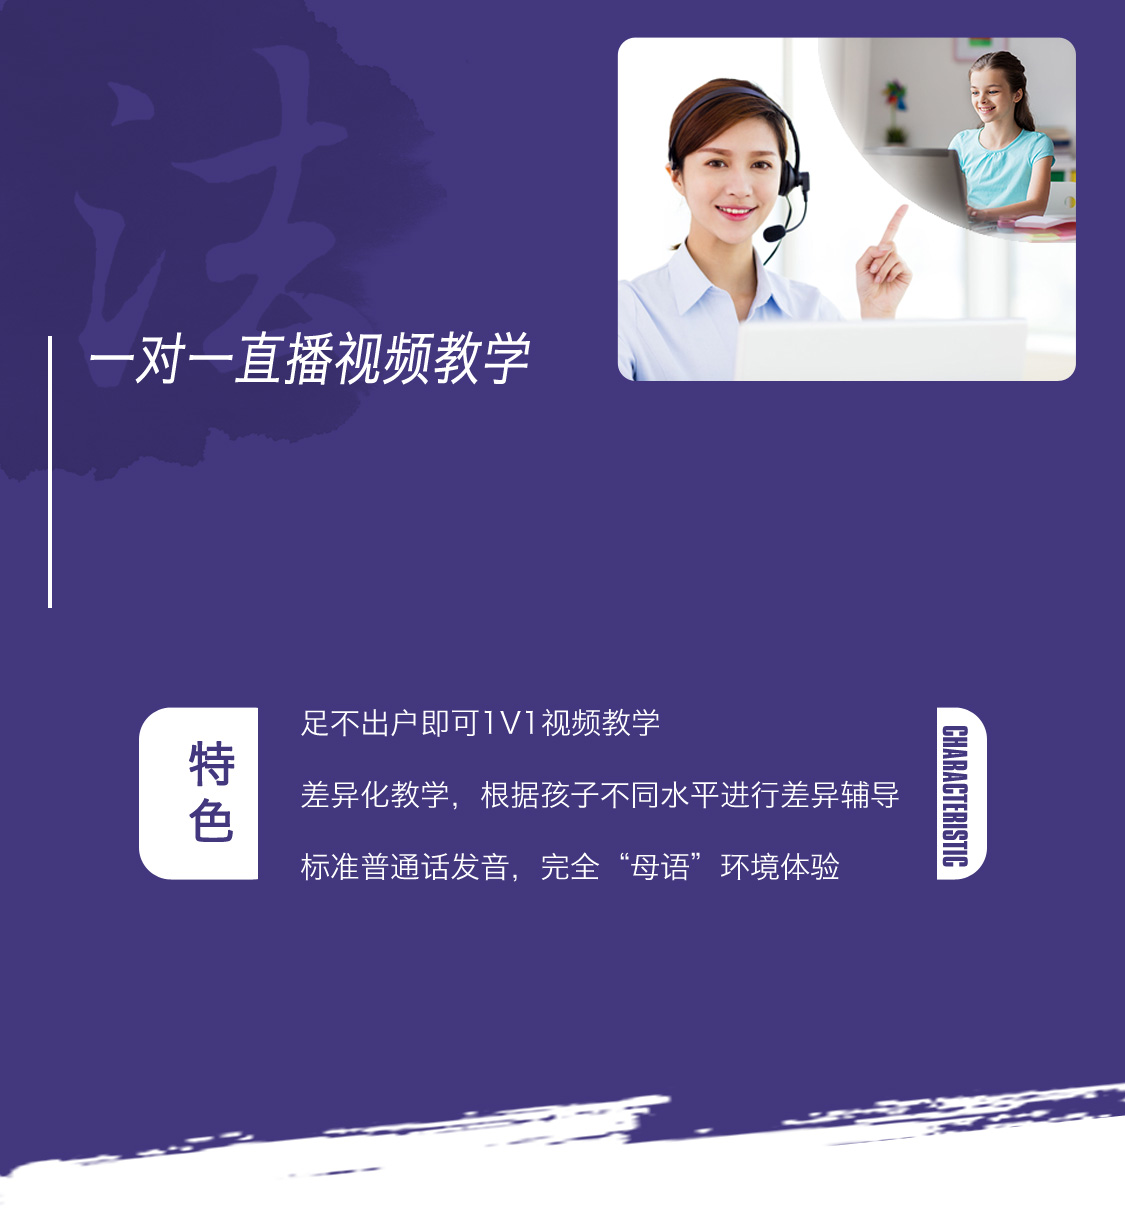 法
一对一直播视频教学
特色
足不出户即可1V1视频教学
差异化教学，根据孩子不同水平进行差异辅导
标准普通话发音，完全“母语”环境体验
CHARACTERISTIC